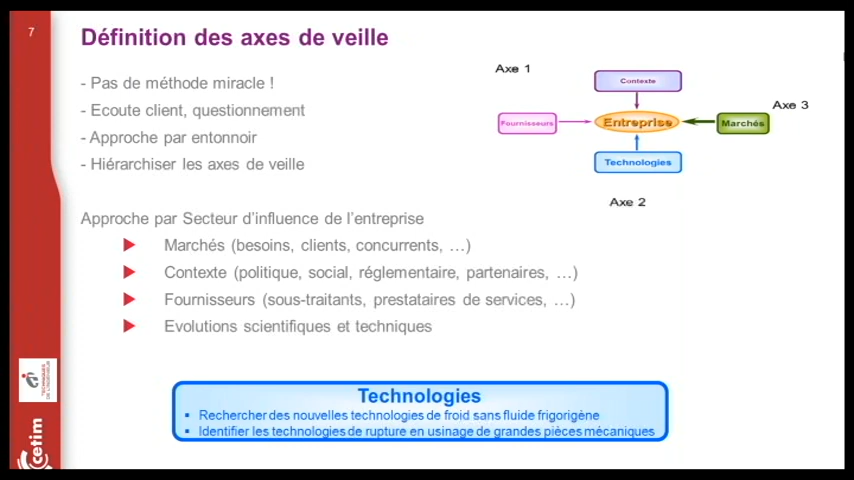 7
Définition des axes de veille
- Pas de méthode miracle !
- Ecoute client, questionnement
- Approche par entonnoir
- Hiérarchiser les axes de veille
Axe 1
Contexte
Axe 3
Fournisseurs
Entreprise
Marchés
Technologies
Axe 2
Approche par Secteur d’influence de l’entreprise
Marchés (besoins, clients, concurrents, …)
Contexte (politique, social, réglementaire, partenaires, …)
Fournisseurs (sous-traitants, prestataires de services, …)
Evolutions scientifiques et techniques
Technologies
Rechercher des nouvelles technologies de froid sans fluide frigorigène
Identifier les technologies de rupture en usinage de grandes pièces mécaniques
TECHNIQUES
DE L'INGÉNIEUR
cetim